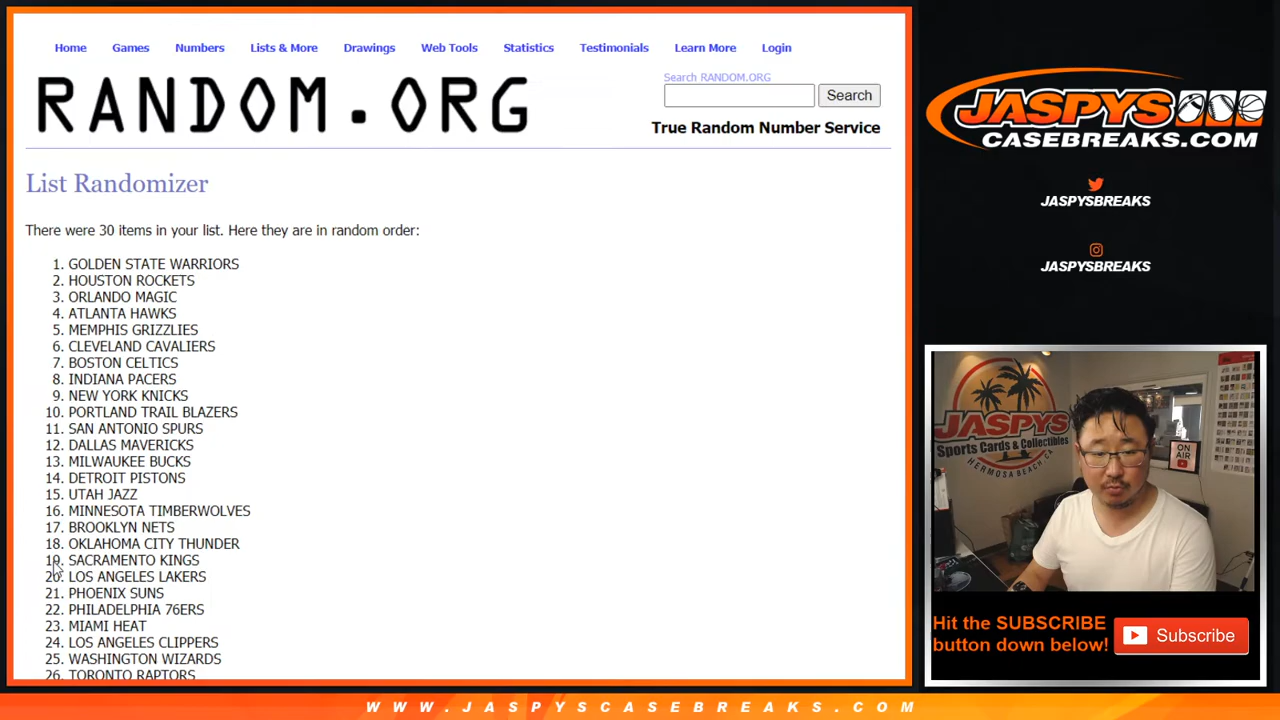 Home Games Numbers Lists & More Drawings Web Tools Statistics Testimonials Learn More Login
RANDOM.ORG
Search RANDOM.ORG
Search
True Random Number Service
List Randomizer
There were 30 items in your list. Here they are in random order:
1. GOLDEN STATE WARRIORS
2. HOUSTON ROCKETS
3. ORLANDO MAGIC
4. ATLANTA HAWKS
5. MEMPHIS GRIZZLIES
6. CLEVELAND CAVALIERS
7. BOSTON CELTICS
8. INDIANA PACERS
9. NEW YORK KNICKS
10. PORTLAND TRAIL BLAZERS
11. SAN ANTONIO SPURS
12. DALLAS MAVERICKS
13. MILWAUKEE BUCKS
14. DETROIT PISTONS
15. UTAH JAZZ
16. MINNESOTA TIMBERWOLVES
17. BROOKLYN NETS
18. OKLAHOMA CITY THUNDER
19. SACRAMENTO KINGS
20. LOS ANGELES LAKERS
21. PHOENIX SUNS
22. PHILADELPHIA 76ERS
23. MIAMI HEAT
24. LOS ANGELES CLIPPERS
25. WASHINGTON WIZARDS
26. TORONTO RAPTORS
JASPYS
CASEBREAKS.COM
JASPYSBREAKS
JASPYSBREAKS
JASPYS
Sports Cards & Collectibles
HERMOSA BEACH CA
ON
AIR
Hit the SUBSCRIBE
button down below!
Subscribe
WWW.JASPYSCASEBREAKS.COM